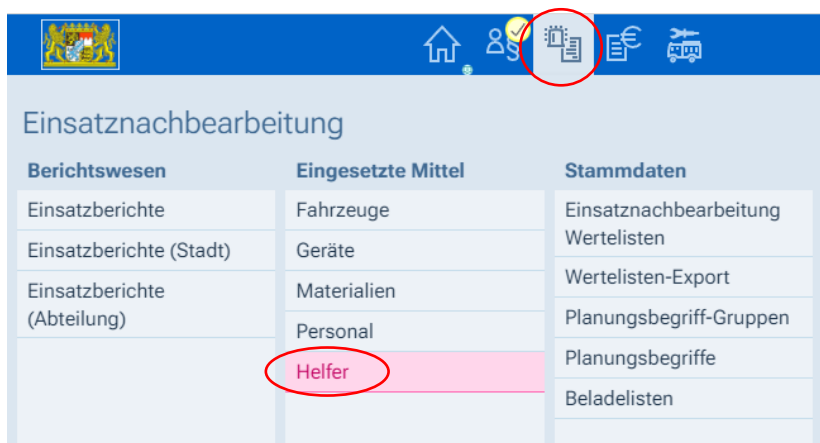 Einsatznachbearbeitung
Berichtswesen
Einsatzberichte
Einsatzberichte (Stadt)
Einsatzberichte
(Abteilung)
Eingesetzte Mittel
Fahrzeuge
Geräte
Materialien
Personal
Helfer
Stammdaten
Einsatznachbearbeitung
Wertelisten
Wertelisten-Export
Planungsbegriff-Gruppen
Planungsbegriffe
Beladelisten